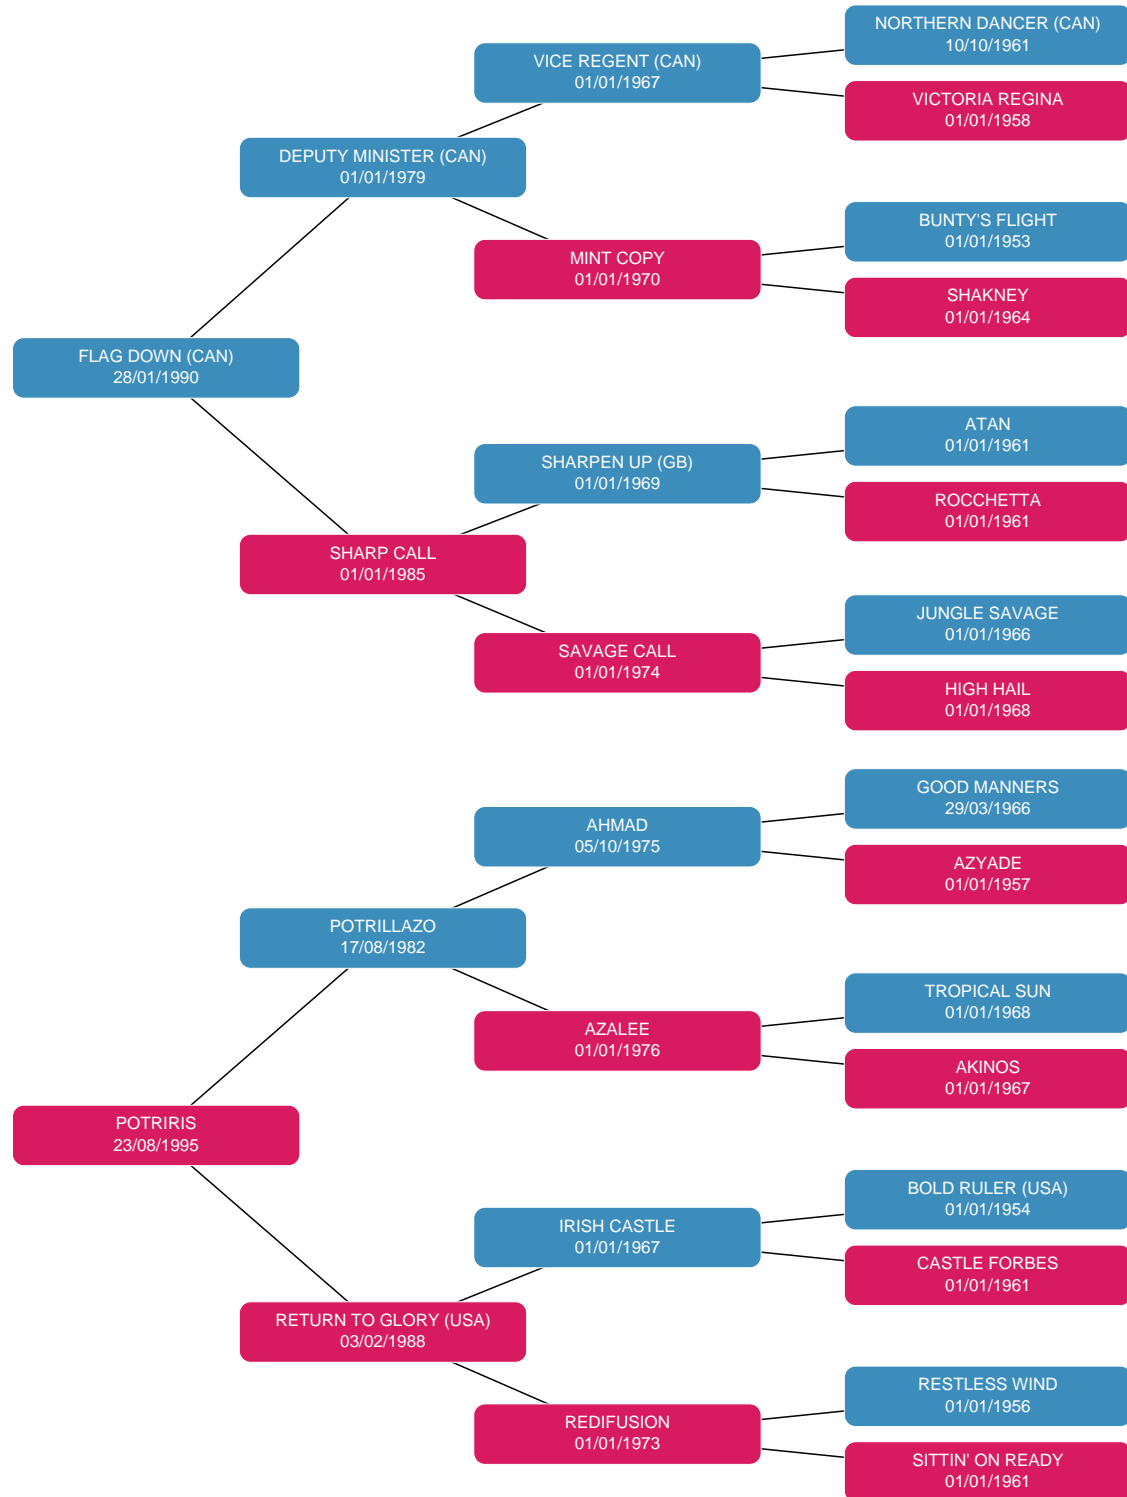 NORTHERN DANCER (CAN)
10/10/1961
VICE REGENT (CAN)
01/01/1967
VICTORIA REGINA
01/01/1958
DEPUTY MINISTER (CAN)
01/01/1979
BUNTY'S FLIGHT
01/01/1953
MINT COPY
01/01/1970
SHAKNEY
01/01/1964
FLAG DOWN (CAN)
28/01/1990
ATAN
01/01/1961
SHARPEN UP (GB)
01/01/1969
ROCCHETTA
01/01/1961
SHARP CALL
01/01/1985
JUNGLE SAVAGE
01/01/1966
SAVAGE CALL
01/01/1974
HIGH HAIL
01/01/1968
GOOD MANNERS
29/03/1966
AHMAD
05/10/1975
AZYADE
01/01/1957
POTRILLAZO
17/08/1982
TROPICAL SUN
01/01/1968
AZALEE
01/01/1976
AKINOS
01/01/1967
POTRIRIS
23/08/1995
BOLD RULER (USA)
01/01/1954
IRISH CASTLE
01/01/1967
CASTLE FORBES
01/01/1961
RETURN TO GLORY (USA)
03/02/1988
RESTLESS WIND
01/01/1956
REDIFUSION
01/01/1973
SITTIN' ON READY
01/01/1961